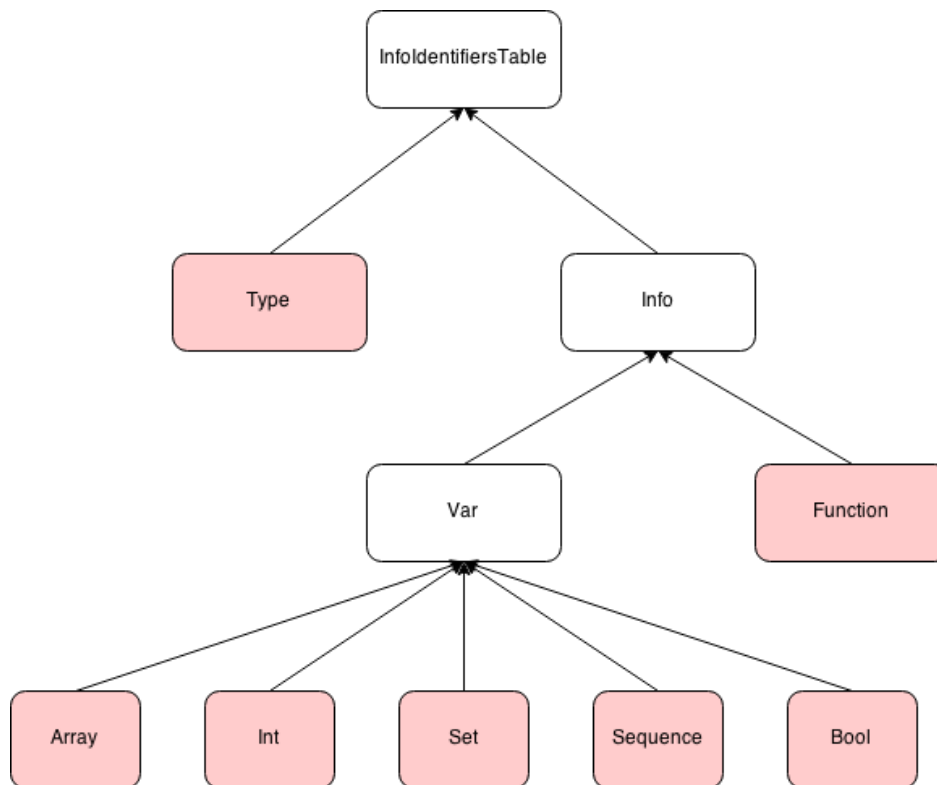 InfoIdentifiersTable
Type
Info
Var
Function
Array
Int
Set
Sequence
Bool